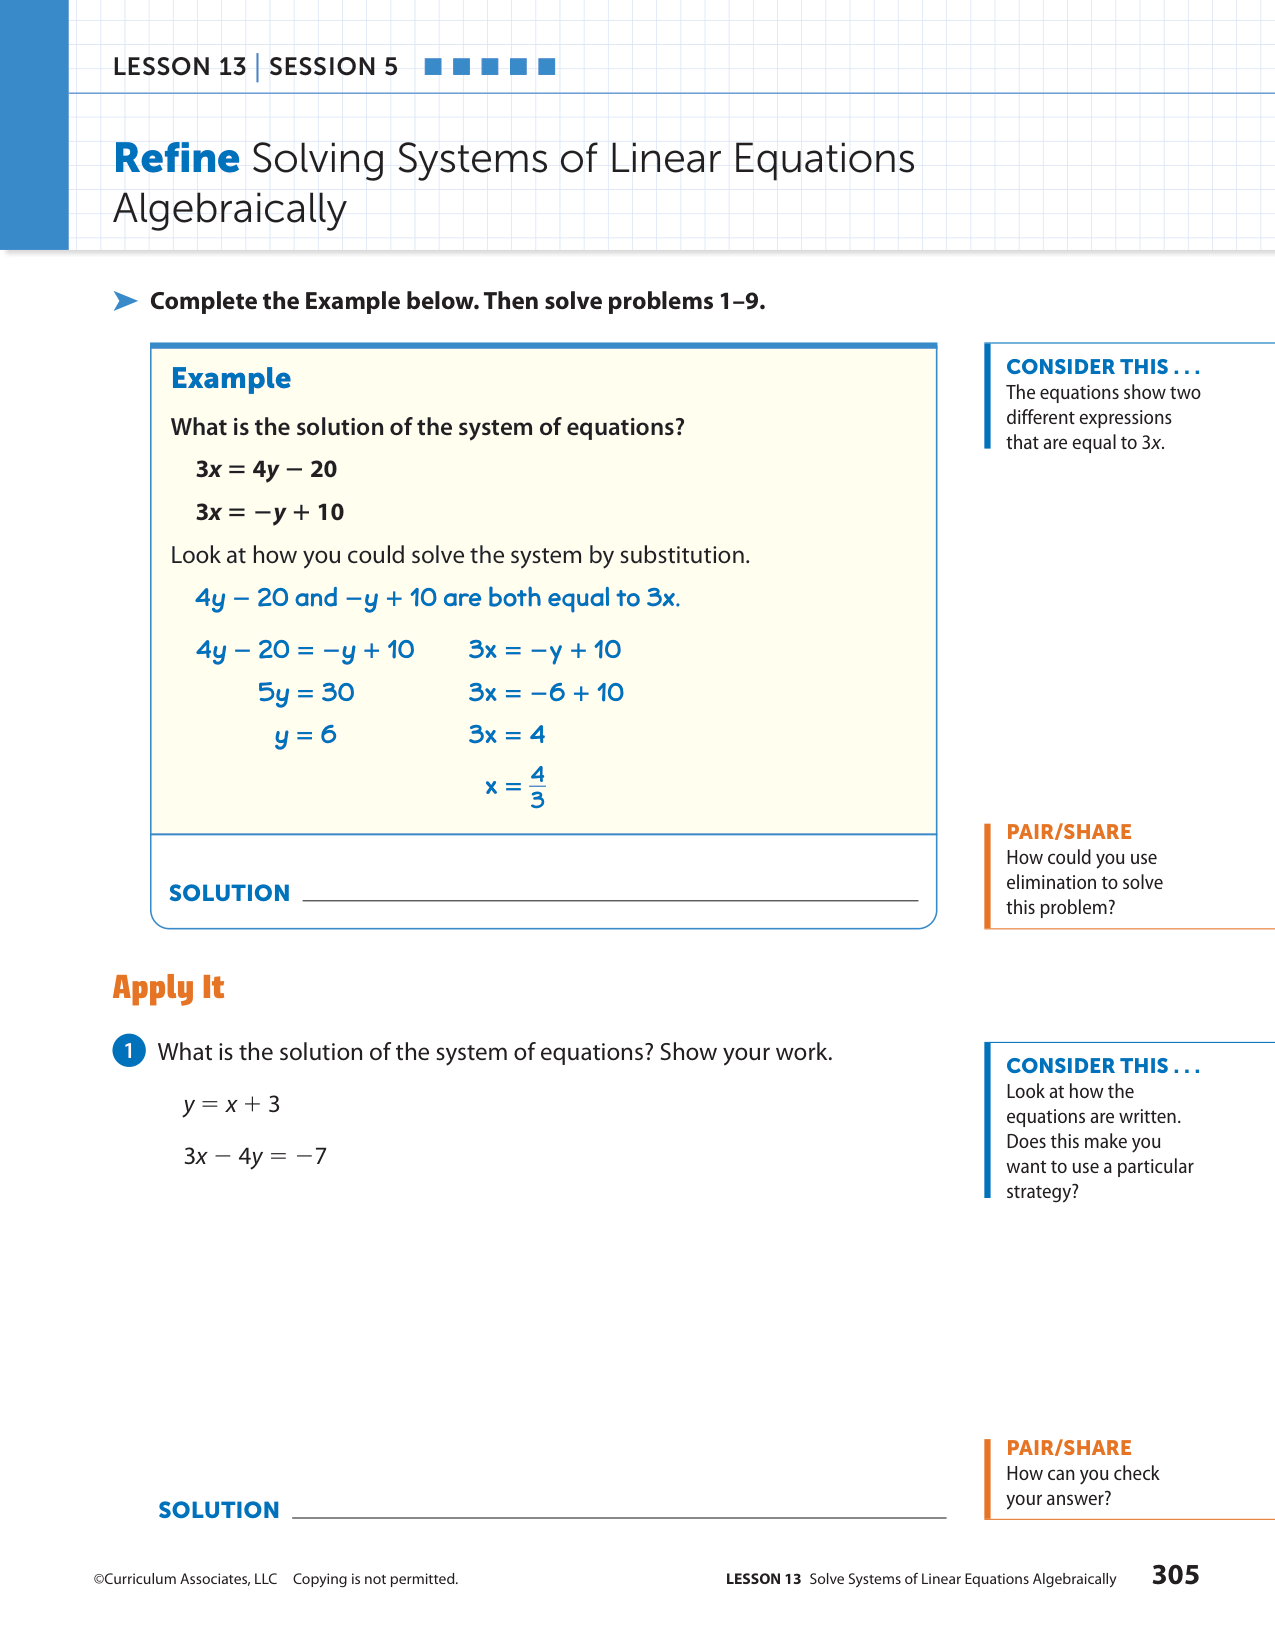 LESSON 13 | SESSION 5
Refine Solving Systems of Linear Equations
Algebraically
Complete the Example below. Then solve problems 1–9.
Example
What is the solution of the system of equations?
3x = 4y − 20
3x = −y + 10
Look at how you could solve the system by substitution.
4y − 20 and −y + 10 are both equal to 3x.
4y − 20 = −y + 10 3x = −y + 10
5y = 30 3x = −6 + 10
y = 6 3x = 4
x = 4/3
SOLUTION
CONSIDER THIS . . .
The equations show two
different expressions
that are equal to 3x.
PAIR/SHARE
How could you use
elimination to solve
this problem?
Apply It
1 What is the solution of the system of equations? Show your work.
y = x + 3
3x − 4y = −7
SOLUTION
CONSIDER THIS . . .
Look at how the
equations are written.
Does this make you
want to use a particular
strategy?
PAIR/SHARE
How can you check
your answer?
©Curriculum Associates, LLC Copying is not permitted.
LESSON 13 Solve Systems of Linear Equations Algebraically 305